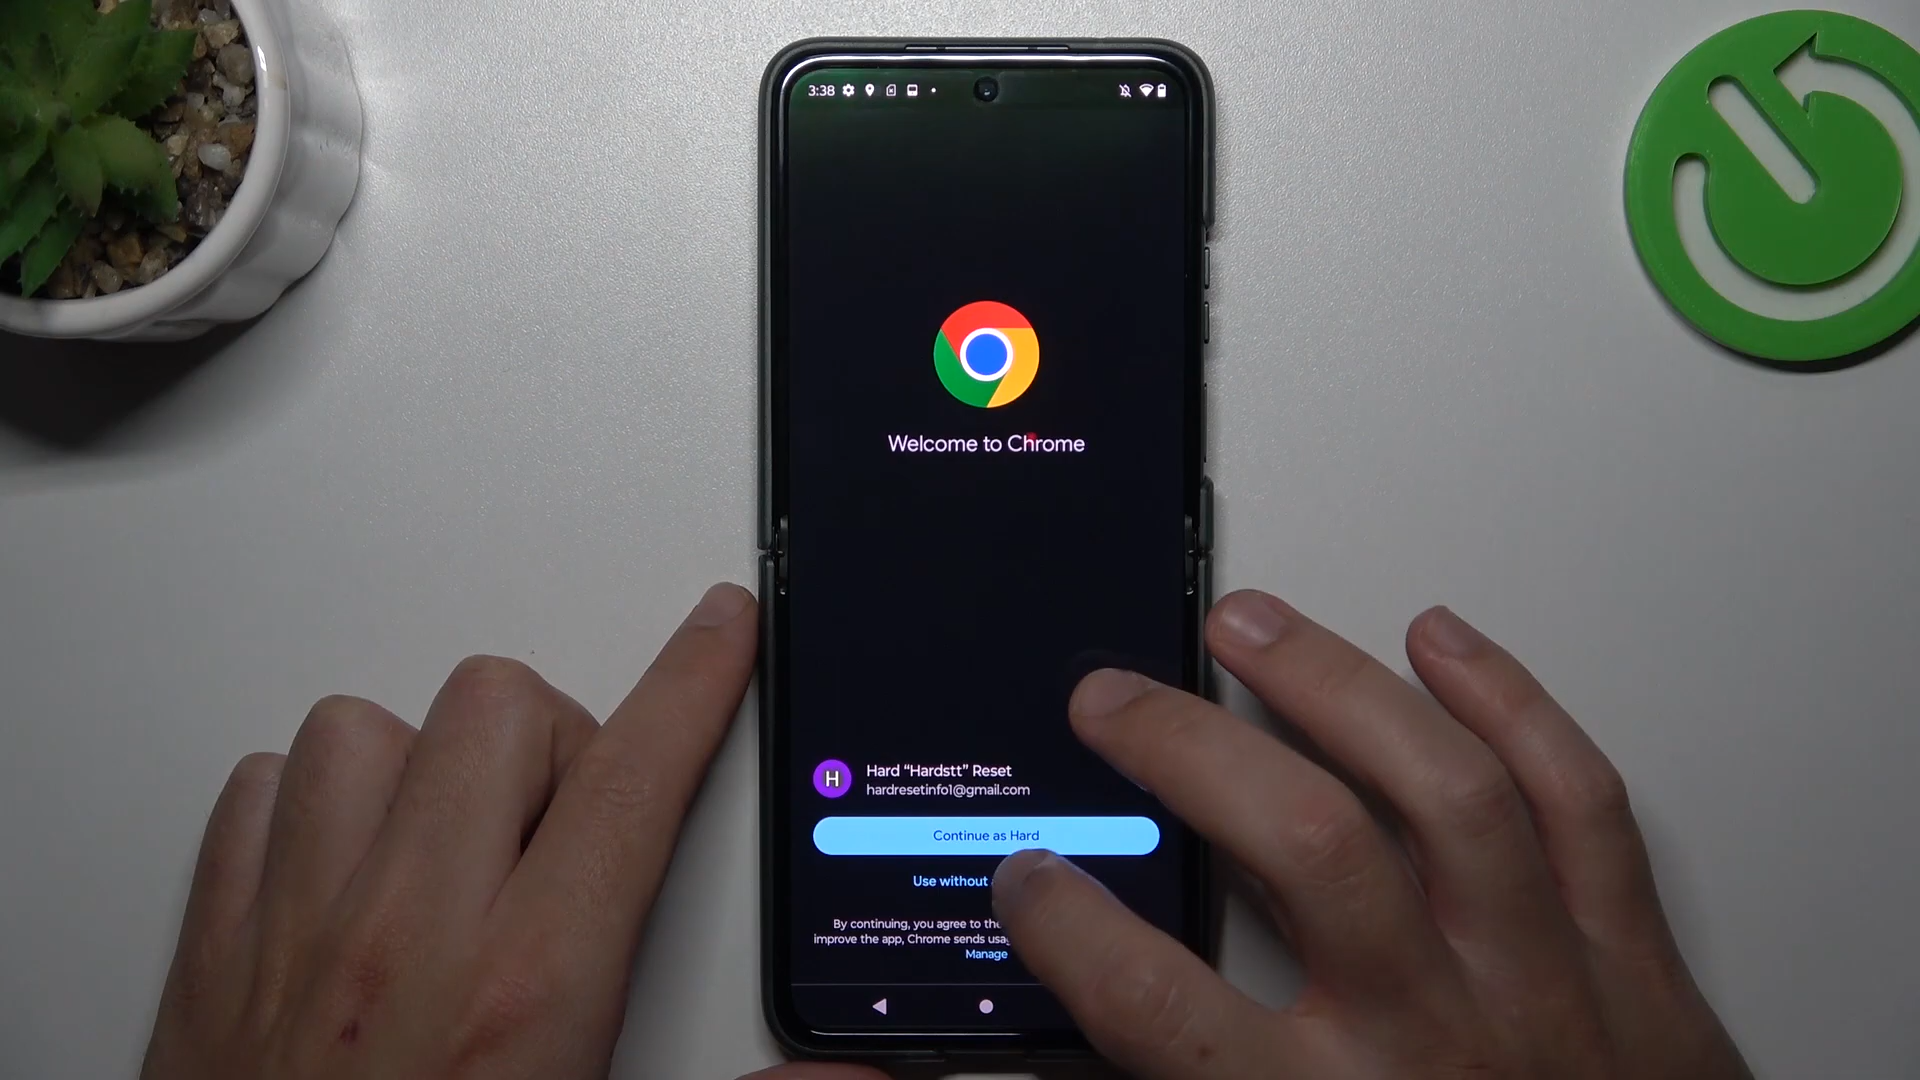 3:38
Welcome to Chrome
H
Hard “Hardstt” Reset
hardresetinfo1@gmail.com
Continue as Hard
Use without
By continuing, you agree to the
improve the app, Chrome sends
Manage